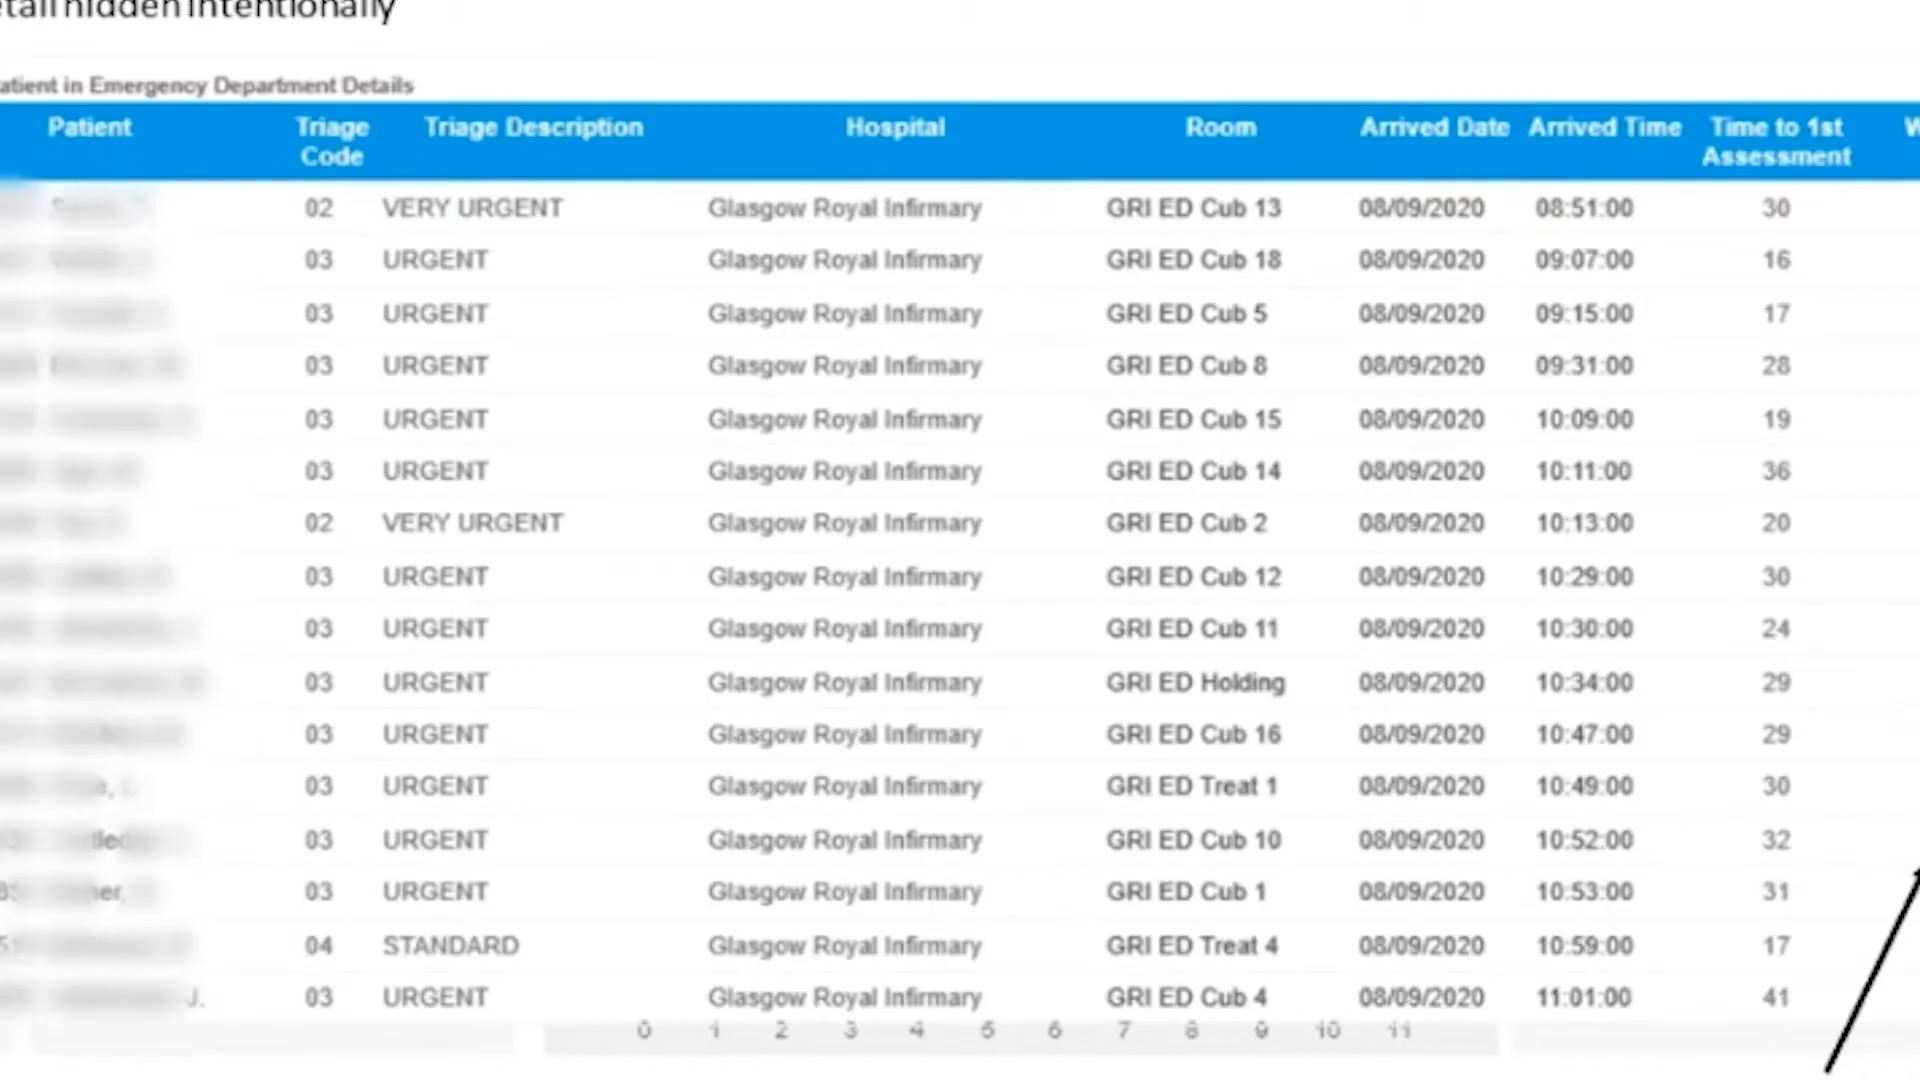 etail hidden intentionally
atient in Emergency Department Details
Patient Triage Code Triage Description Hospital Room Arrived Date Arrived Time Time to 1st Assessment W
02 VERY URGENT Glasgow Royal Infirmary GRI ED Cub 13 08/09/2020 08:51:00 30
03 URGENT Glasgow Royal Infirmary GRI ED Cub 18 08/09/2020 09:07:00 16
03 URGENT Glasgow Royal Infirmary GRI ED Cub 5 08/09/2020 09:15:00 17
03 URGENT Glasgow Royal Infirmary GRI ED Cub 8 08/09/2020 09:31:00 28
03 URGENT Glasgow Royal Infirmary GRI ED Cub 15 08/09/2020 10:09:00 19
03 URGENT Glasgow Royal Infirmary GRI ED Cub 14 08/09/2020 10:11:00 36
02 VERY URGENT Glasgow Royal Infirmary GRI ED Cub 2 08/09/2020 10:13:00 20
03 URGENT Glasgow Royal Infirmary GRI ED Cub 12 08/09/2020 10:29:00 30
03 URGENT Glasgow Royal Infirmary GRI ED Cub 11 08/09/2020 10:30:00 24
03 URGENT Glasgow Royal Infirmary GRI ED Holding 08/09/2020 10:34:00 29
03 URGENT Glasgow Royal Infirmary GRI ED Cub 16 08/09/2020 10:47:00 29
03 URGENT Glasgow Royal Infirmary GRI ED Treat 1 08/09/2020 10:49:00 30
03 URGENT Glasgow Royal Infirmary GRI ED Cub 10 08/09/2020 10:52:00 32
03 URGENT Glasgow Royal Infirmary GRI ED Cub 1 08/09/2020 10:53:00 31
04 STANDARD Glasgow Royal Infirmary GRI ED Treat 4 08/09/2020 10:59:00 17
03 URGENT Glasgow Royal Infirmary GRI ED Cub 4 08/09/2020 11:01:00 41
0 1 2 3 4 5 6 7 8 9 10 11